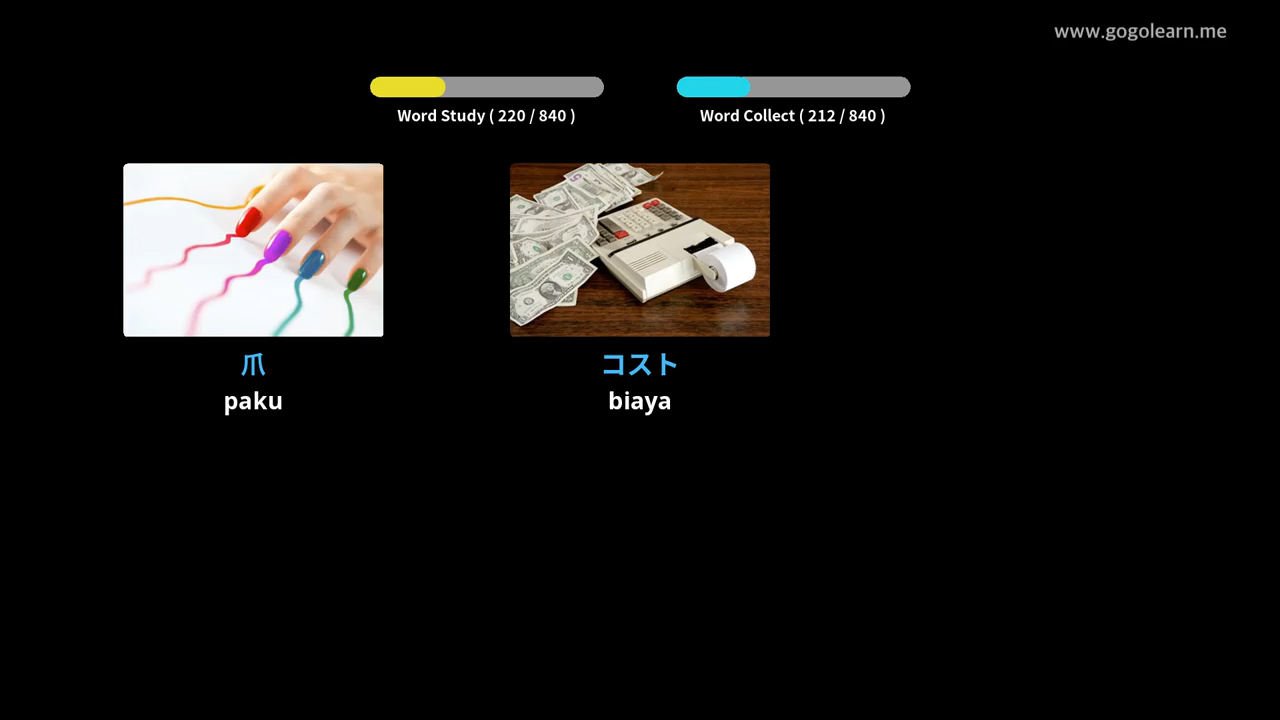 www.gogolearn.me
Word Study ( 220 / 840 )
Word Collect ( 212 / 840 )
爪
paku
コスト
biaya